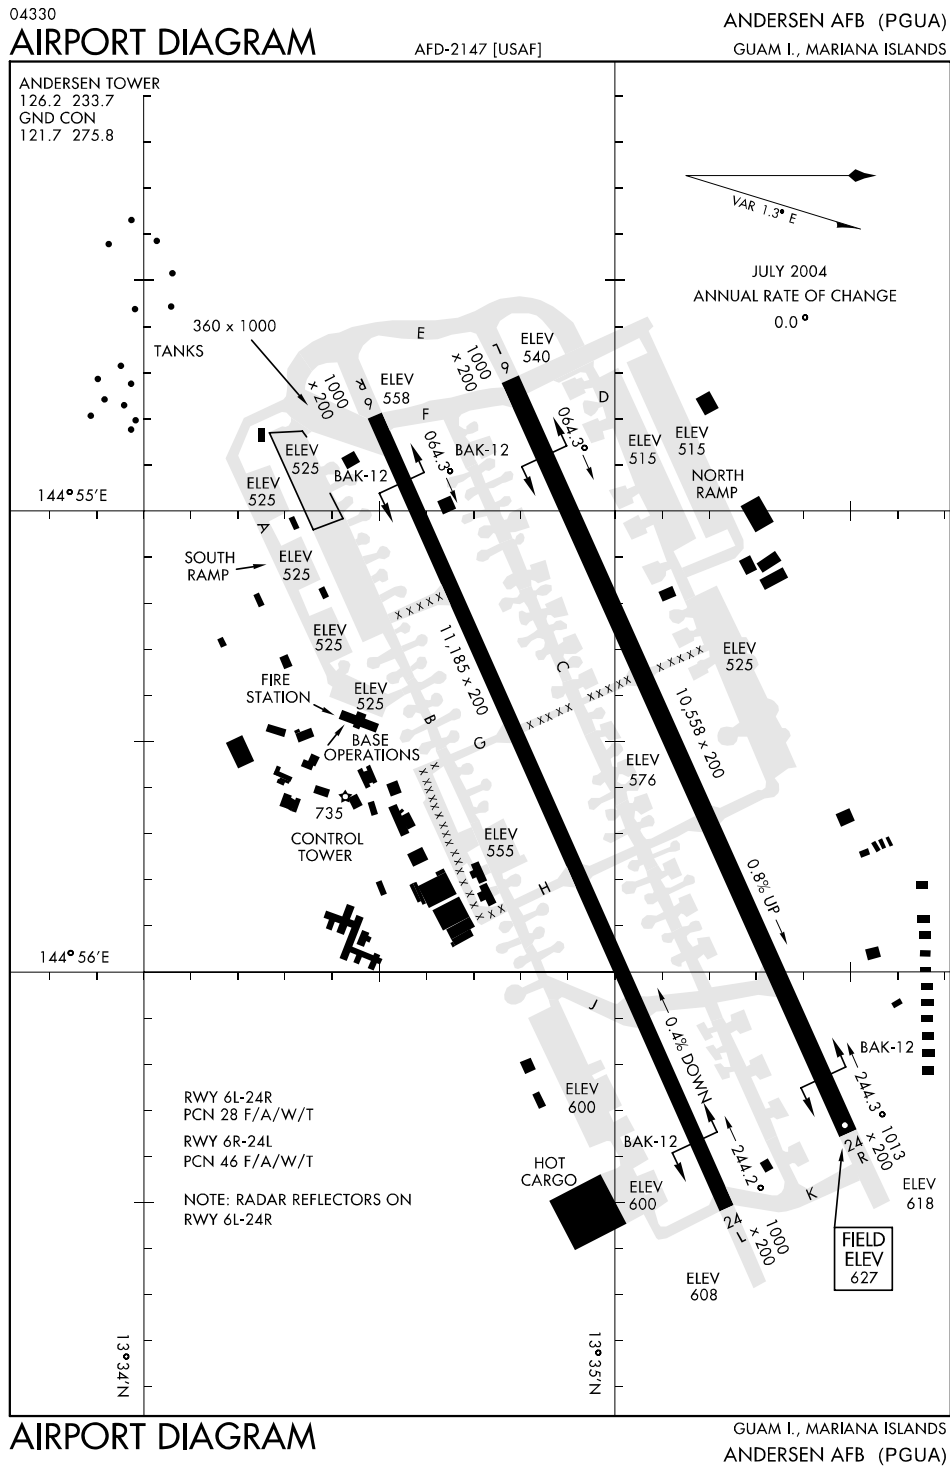 04330
AIRPORT DIAGRAM
AFD-2147 [USAF]
ANDERSEN AFB (PGUA)
GUAM I., MARIANA ISLANDS
ANDERSEN TOWER
126.2 233.7
GND CON
121.7 275.8
VAR 1.3° E
JULY 2004
ANNUAL RATE OF CHANGE
0.0°
360 x 1000
TANKS
E
1000
x 200
R
6
ELEV
558
1000
x 200
L
6
ELEV
540
D
F
064.3°
BAK-12
BAK-12
064.3°
ELEV
515
ELEV
515
NORTH
RAMP
ELEV
525
ELEV
525
144°55'E
A
SOUTH
RAMP
ELEV
525
x x x x x
ELEV
525
11,185 x 200
C
x x x x x x
x x x x x x
x x x x x x
ELEV
525
FIRE
STATION
ELEV
525
B
G
10,558 x 200
BASE
OPERATIONS
ELEV
576
735
CONTROL
TOWER
ELEV
555
H
0.8% UP
144°56'E
J
0.4% DOWN
BAK-12
244.3°
ELEV
600
RWY 6L-24R
PCN 28 F/A/W/T
RWY 6R-24L
PCN 46 F/A/W/T
NOTE: RADAR REFLECTORS ON
RWY 6L-24R
BAK-12
244.2°
24
R
1013
x 200
HOT
CARGO
ELEV
600
K
ELEV
618
24
L
1000
x 200
FIELD
ELEV
627
ELEV
608
13°34'N
13°35'N
AIRPORT DIAGRAM
GUAM I., MARIANA ISLANDS
ANDERSEN AFB (PGUA)